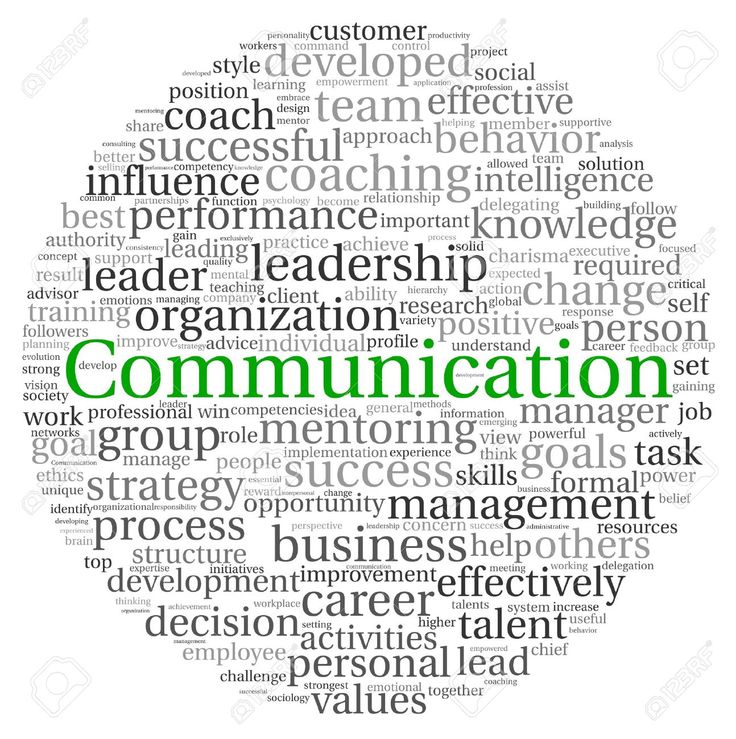 personality customer productivity
workers command control project
style developed social
developed learning empowerment application profession assist
position embrace team effective
mentoring coach design mentor helping member supportive
share approach behavior analysis
consulting successful allowed team solution
better coaching intelligence
selling performance competency knowledge
influence relationship delegating building follow
common partnerships function psychology become
best performance important knowledge
authority gain exclusively practice achieve process solid charisma executive focused
concept consistency leading leadership expected required
result support quality mental hierarchy action change critical
leader teaching client ability research global self
advisor emotions managing company variety response
training organization positive goals person
followers improve strategy advice individual profile understand Career feedback group
planning
evolution
strong develop Communication development set
vision gaining
society leader
work professional win competencies idea general methods information emerging manager job
networks group role mentoring view powerful actively
goal implementation experience think goals task
Communication manage people success skills formal power
ethics essential business
unique strategy reward nonpersonal change management belief
identify organizational responsibility opportunity
developing process perspective leadership concern success administrative resources
experienced business help others
brain structure
top expertise initiatives communication meeting working delegation
development improvement effectively
thinking achievement workplace career talents system increase
organization decision setting higher talent useful
management activities behavior
employee personal lead empowered chief
challenge strongest emotional together coaching
successful sociology values
123RF